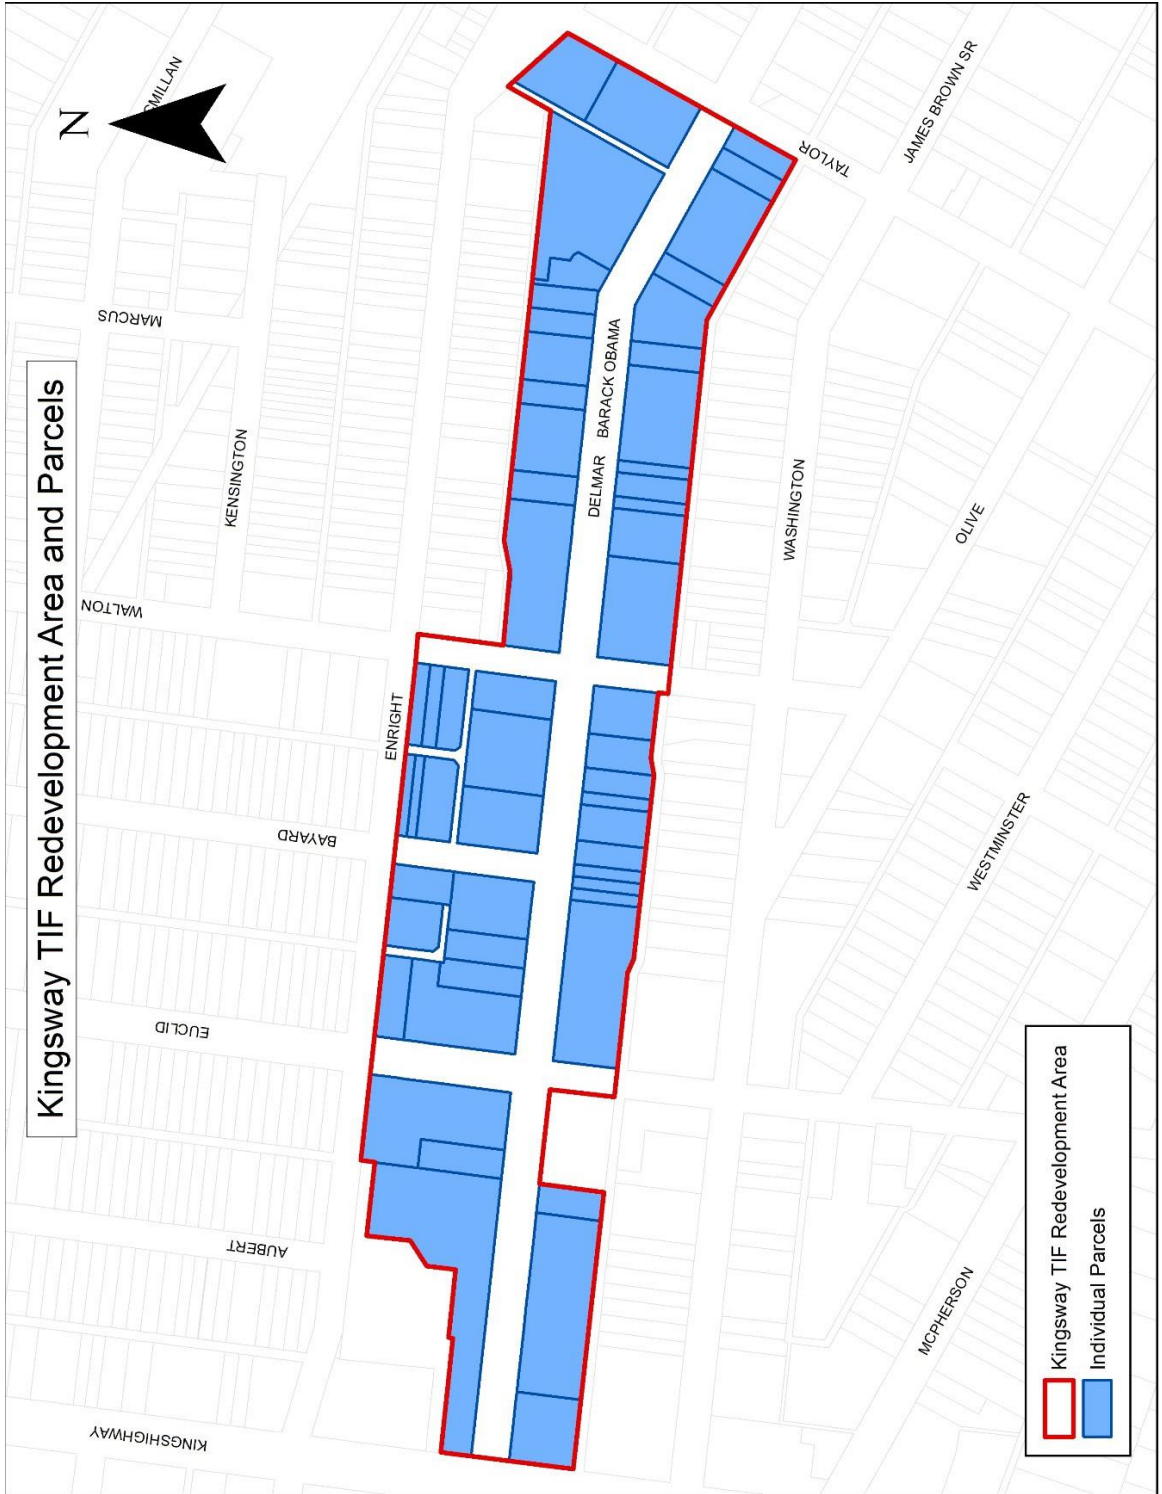 Kingsway TIF Redevelopment Area and Parcels
N
MARCUS
KENSINGTON
WALTON
ENRIGHT
BAYARD
EUCLID
AUBERT
KINGSHIGHWAY
DELMAR
BARACK OBAMA
TAYLOR
JAMES BROWN SR
WASHINGTON
OLIVE
WESTMINSTER
MCPHERSON
Kingsway TIF Redevelopment Area
Individual Parcels